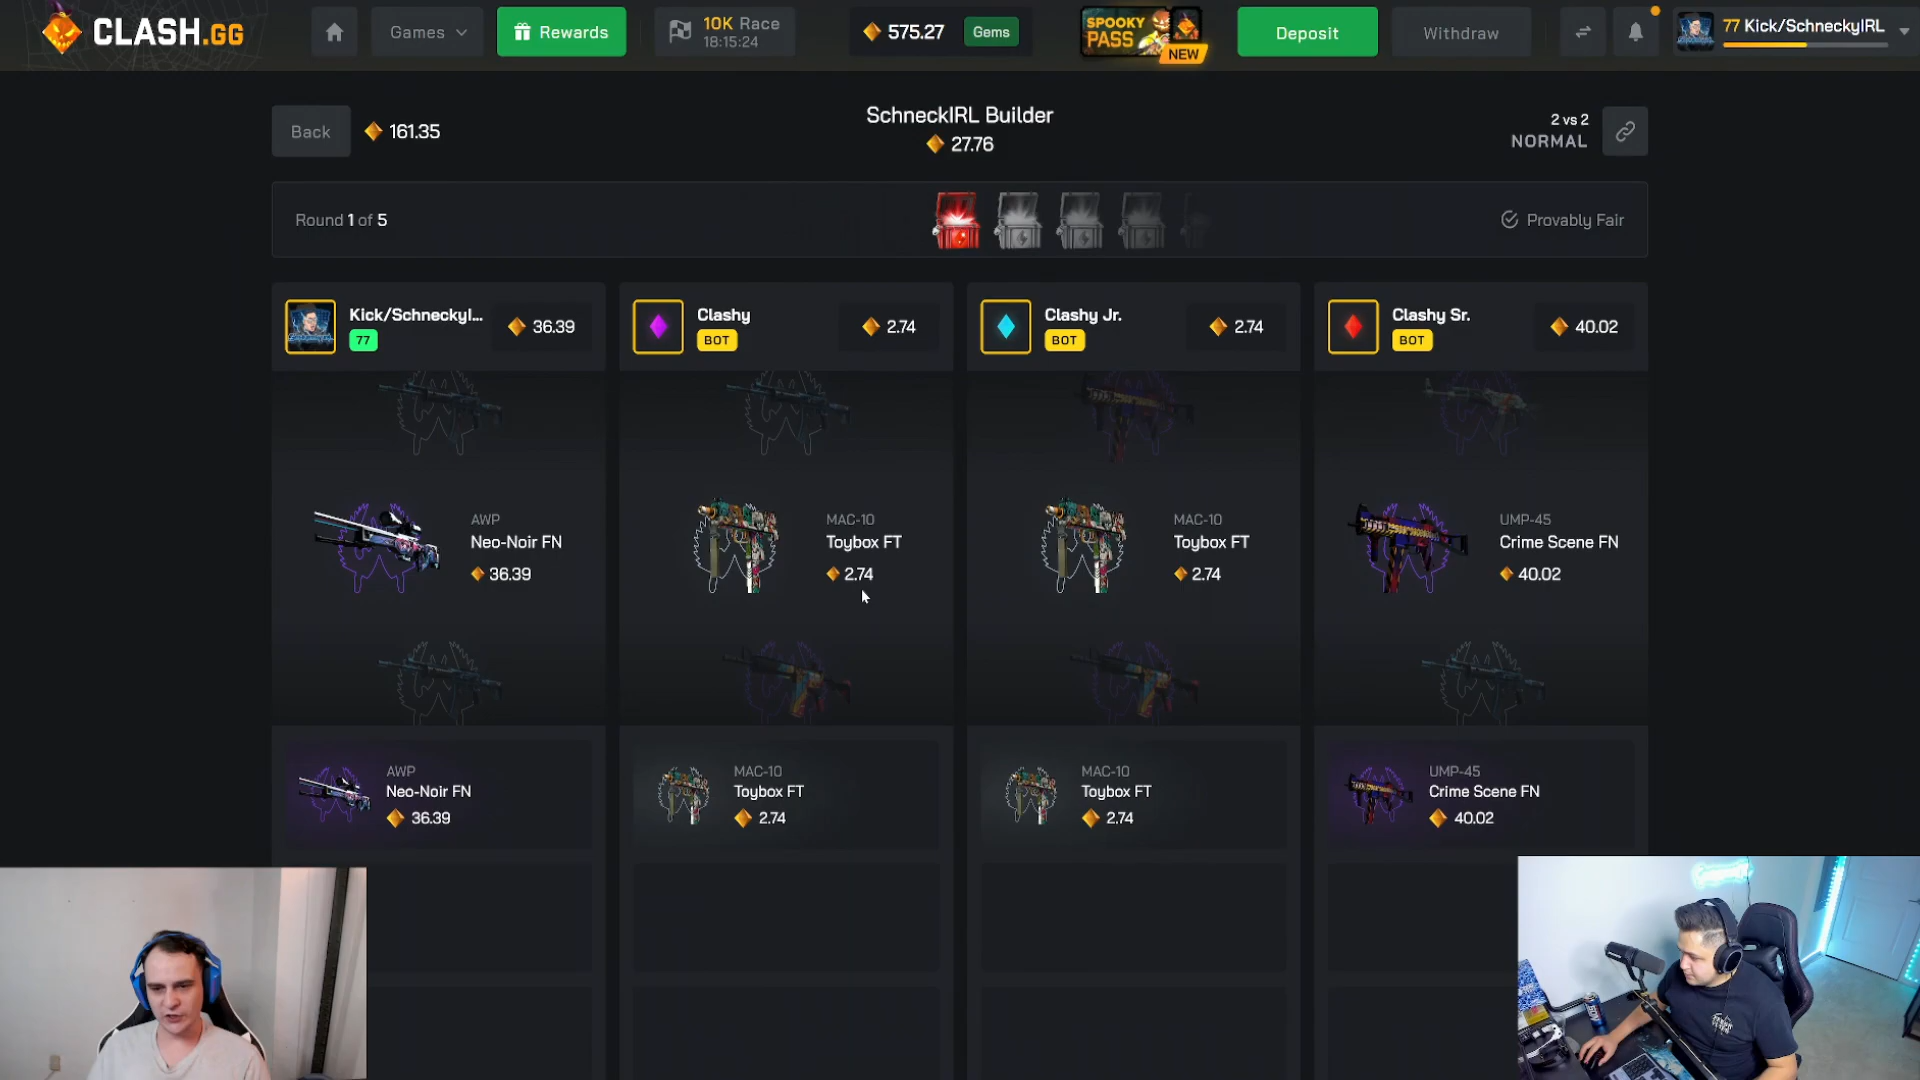 CLASH.GG
Games
Rewards
10K Race
18:15:24
575.27
Gems
SPOOKY
PASS
NEW
Deposit
Withdraw
77 Kick/SchneckyIRL
Back
161.35
SchneckIRL Builder
27.76
2 vs 2
NORMAL
Round 1 of 5
Provably Fair
Kick/SchneckyI...
77
36.39
Clashy
BOT
2.74
Clashy Jr.
BOT
2.74
Clashy Sr.
BOT
40.02
AWP
Neo-Noir FN
36.39
MAC-10
Toybox FT
2.74
MAC-10
Toybox FT
2.74
UMP-45
Crime Scene FN
40.02
AWP
Neo-Noir FN
36.39
MAC-10
Toybox FT
2.74
MAC-10
Toybox FT
2.74
UMP-45
Crime Scene FN
40.02